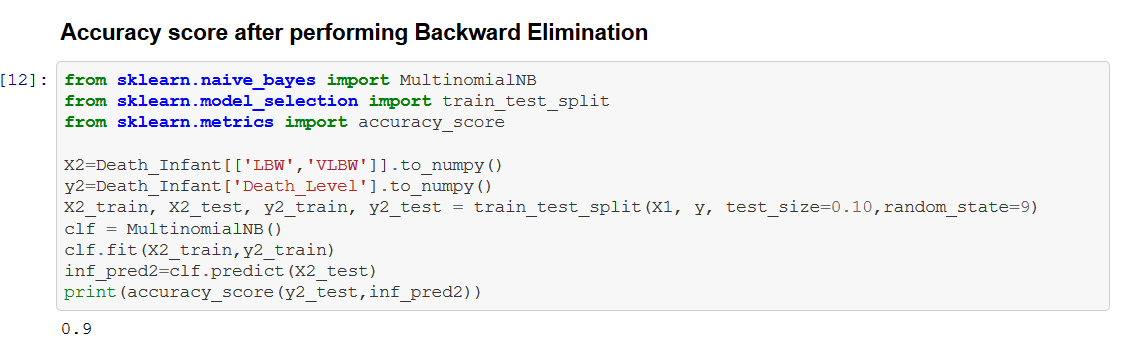 Accuracy score after performing Backward Elimination
[12]: from sklearn.naive_bayes import MultinomialNB
from sklearn.model_selection import train_test_split
from sklearn.metrics import accuracy_score
X2=Death_Infant[['LBW','VLBW']].to_numpy()
y2=Death_Infant['Death_Level'].to_numpy()
X2_train, X2_test, y2_train, y2_test = train_test_split(X1, y, test_size=0.10,random_state=9)
clf = MultinomialNB()
clf.fit(X2_train,y2_train)
inf_pred2=clf.predict(X2_test)
print(accuracy_score(y2_test,inf_pred2))
0.9